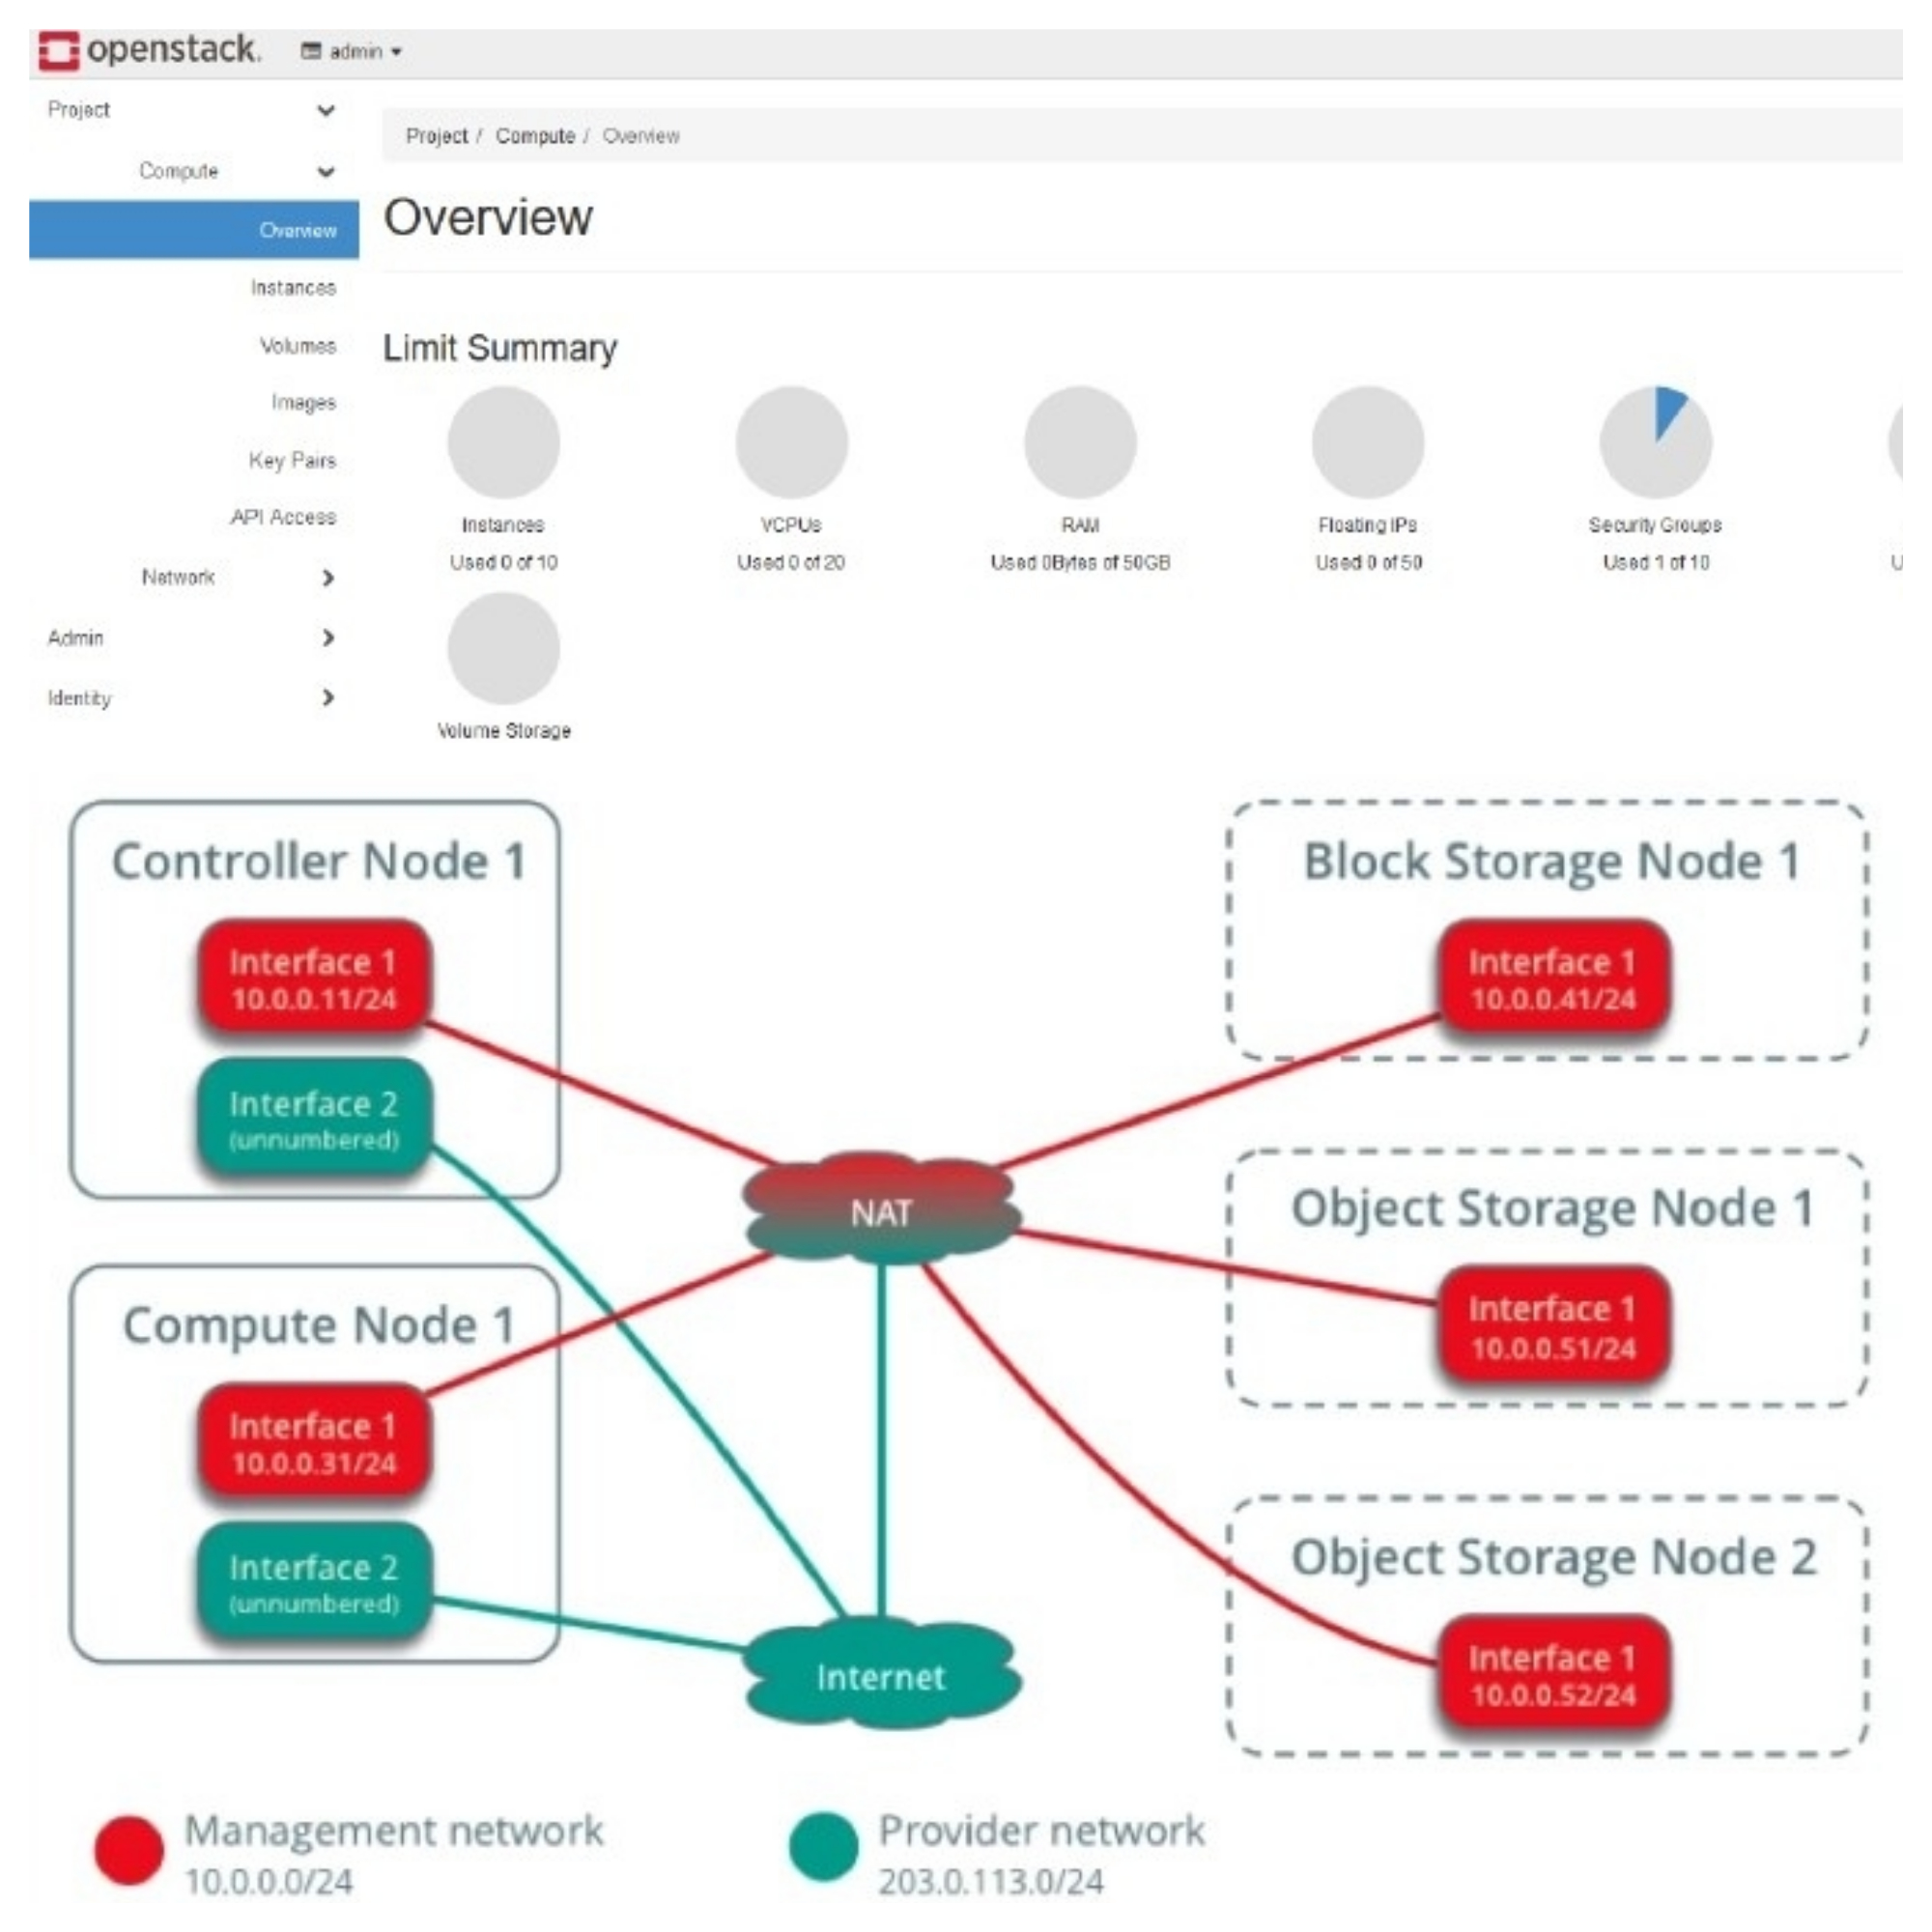 openstack. admin
Project
Project / Compute / Overview
Compute
Overview
Overview
Instances
Volumes
Images
Key Pairs
API Access
Network
Admin
Identity
Limit Summary
Instances
Used 0 of 10
VCPUs
Used 0 of 20
RAM
Used 0Bytes of 50GB
Floating IPs
Used 0 of 50
Security Groups
Used 1 of 10
Volume Storage
Controller Node 1
Interface 1
10.0.0.11/24
Interface 2
(unnumbered)
Compute Node 1
Interface 1
10.0.0.31/24
Interface 2
(unnumbered)
NAT
Internet
Block Storage Node 1
Interface 1
10.0.0.41/24
Object Storage Node 1
Interface 1
10.0.0.51/24
Object Storage Node 2
Interface 1
10.0.0.52/24
Management network
10.0.0.0/24
Provider network
203.0.113.0/24